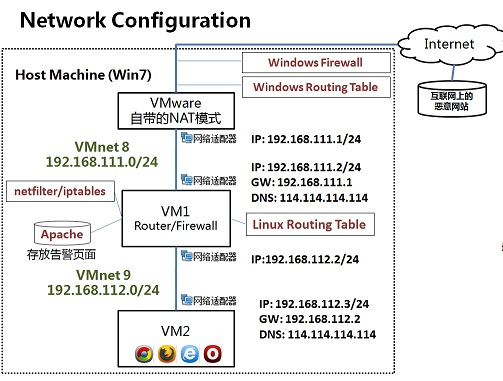 Network Configuration
Internet
Windows Firewall
Host Machine (Win7)
Windows Routing Table
互联网上的
恶意网站
VMware
自带的NAT模式
网络适配器
IP: 192.168.111.1/24
VMnet 8
192.168.111.0/24
网络适配器
IP: 192.168.111.2/24
GW: 192.168.111.1
DNS: 114.114.114.114
netfilter/iptables
VM1
Router/Firewall
Linux Routing Table
Apache
存放告警页面
网络适配器
IP:192.168.112.2/24
VMnet 9
192.168.112.0/24
网络适配器
IP: 192.168.112.3/24
GW: 192.168.112.2
DNS: 114.114.114.114
VM2